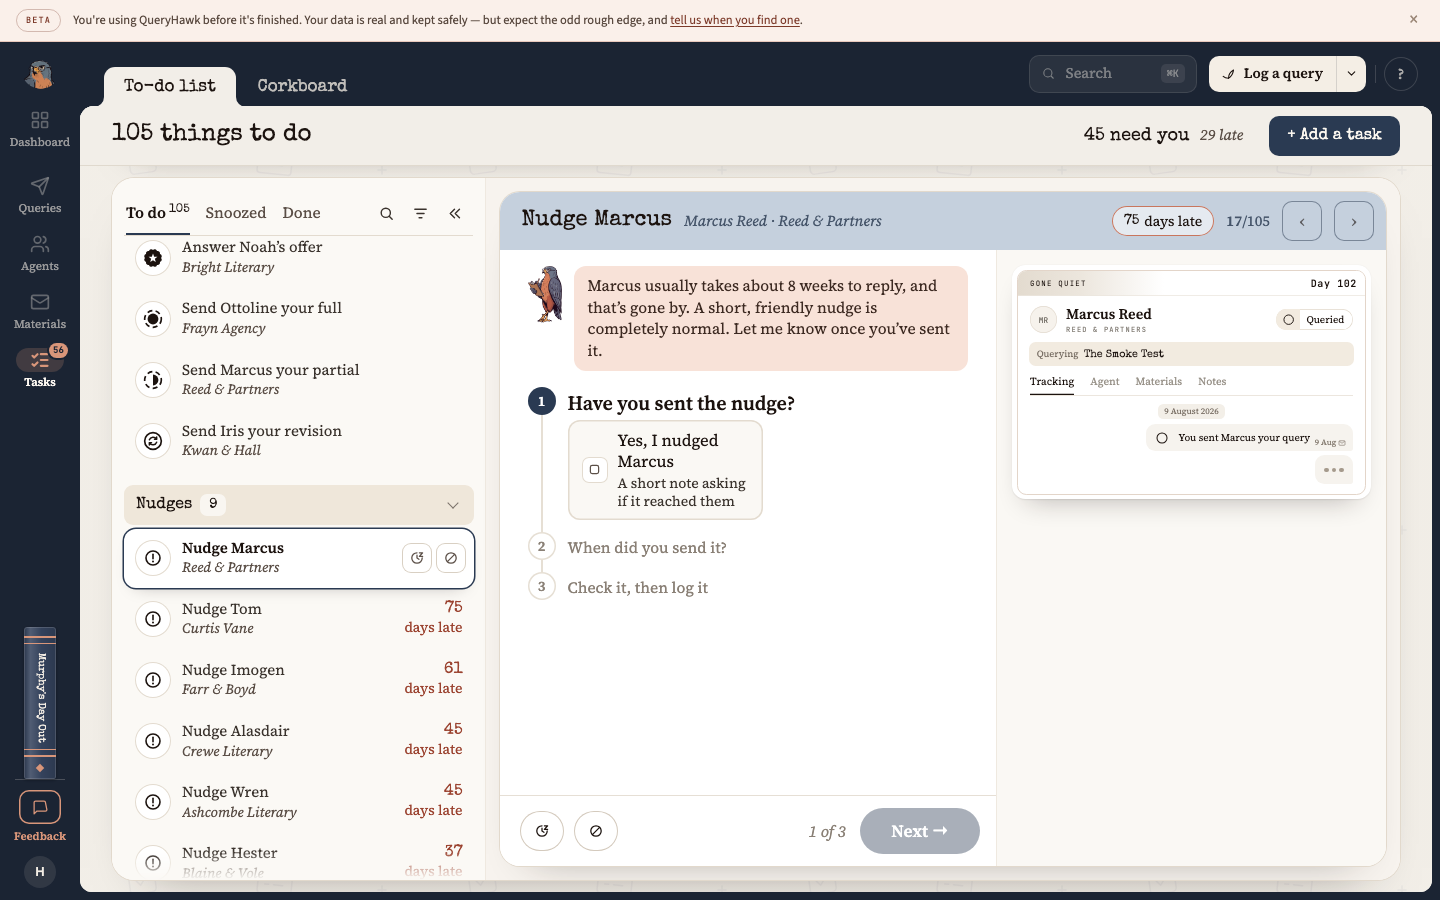 BETA You're using QueryHawk before it's finished. Your data is real and kept safely — but expect the odd rough edge, and tell us when you find one. ×
To-do list Corkboard
Search ⌘K
Log a query
?
Dashboard
Queries
Agents
Materials
56
Tasks
Murphy's Day Out
Feedback
H
105 things to do
45 need you 29 late
+ Add a task
To do 105 Snoozed Done
Answer Noah’s offer
Bright Literary
Send Ottoline your full
Frayn Agency
Send Marcus your partial
Reed & Partners
Send Iris your revision
Kwan & Hall
Nudges 9
Nudge Marcus
Reed & Partners
Nudge Tom 75
Curtis Vane days late
Nudge Imogen 61
Farr & Boyd days late
Nudge Alasdair 45
Crewe Literary days late
Nudge Wren 45
Ashcombe Literary days late
Nudge Hester 37
Blaine & Vole days late
Nudge Marcus Marcus Reed · Reed & Partners
75 days late 17/105 ‹ ›
Marcus usually takes about 8 weeks to reply, and
that’s gone by. A short, friendly nudge is
completely normal. Let me know once you’ve sent
it.
1 Have you sent the nudge?
Yes, I nudged
Marcus
A short note asking
if it reached them
2 When did you send it?
3 Check it, then log it
1 of 3 Next →
GONE QUIET Day 102
MR Marcus Reed
REED & PARTNERS
Queried
Querying The Smoke Test
Tracking Agent Materials Notes
9 August 2026
You sent Marcus your query 9 Aug